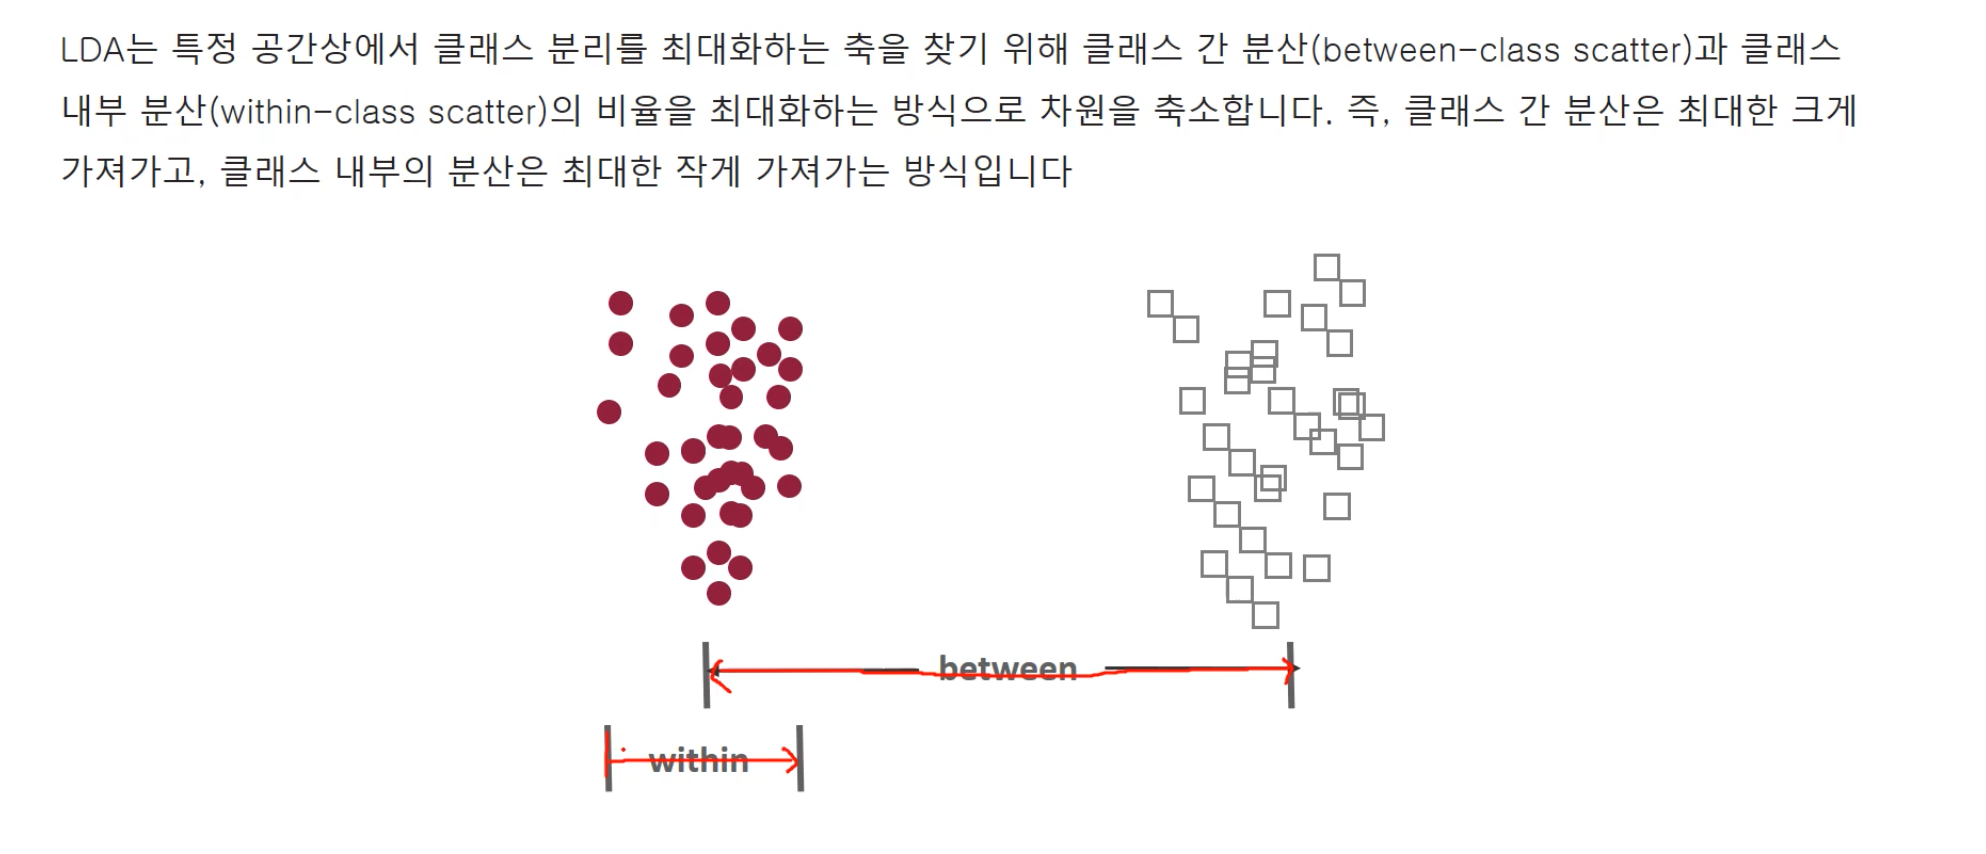 LDA는 특정 공간상에서 클래스 분리를 최대화하는 축을 찾기 위해 클래스 간 분산(between-class scatter)과 클래스
내부 분산(within-class scatter)의 비율을 최대화하는 방식으로 차원을 축소합니다. 즉, 클래스 간 분산은 최대한 크게
가져가고, 클래스 내부의 분산은 최대한 작게 가져가는 방식입니다
between
within